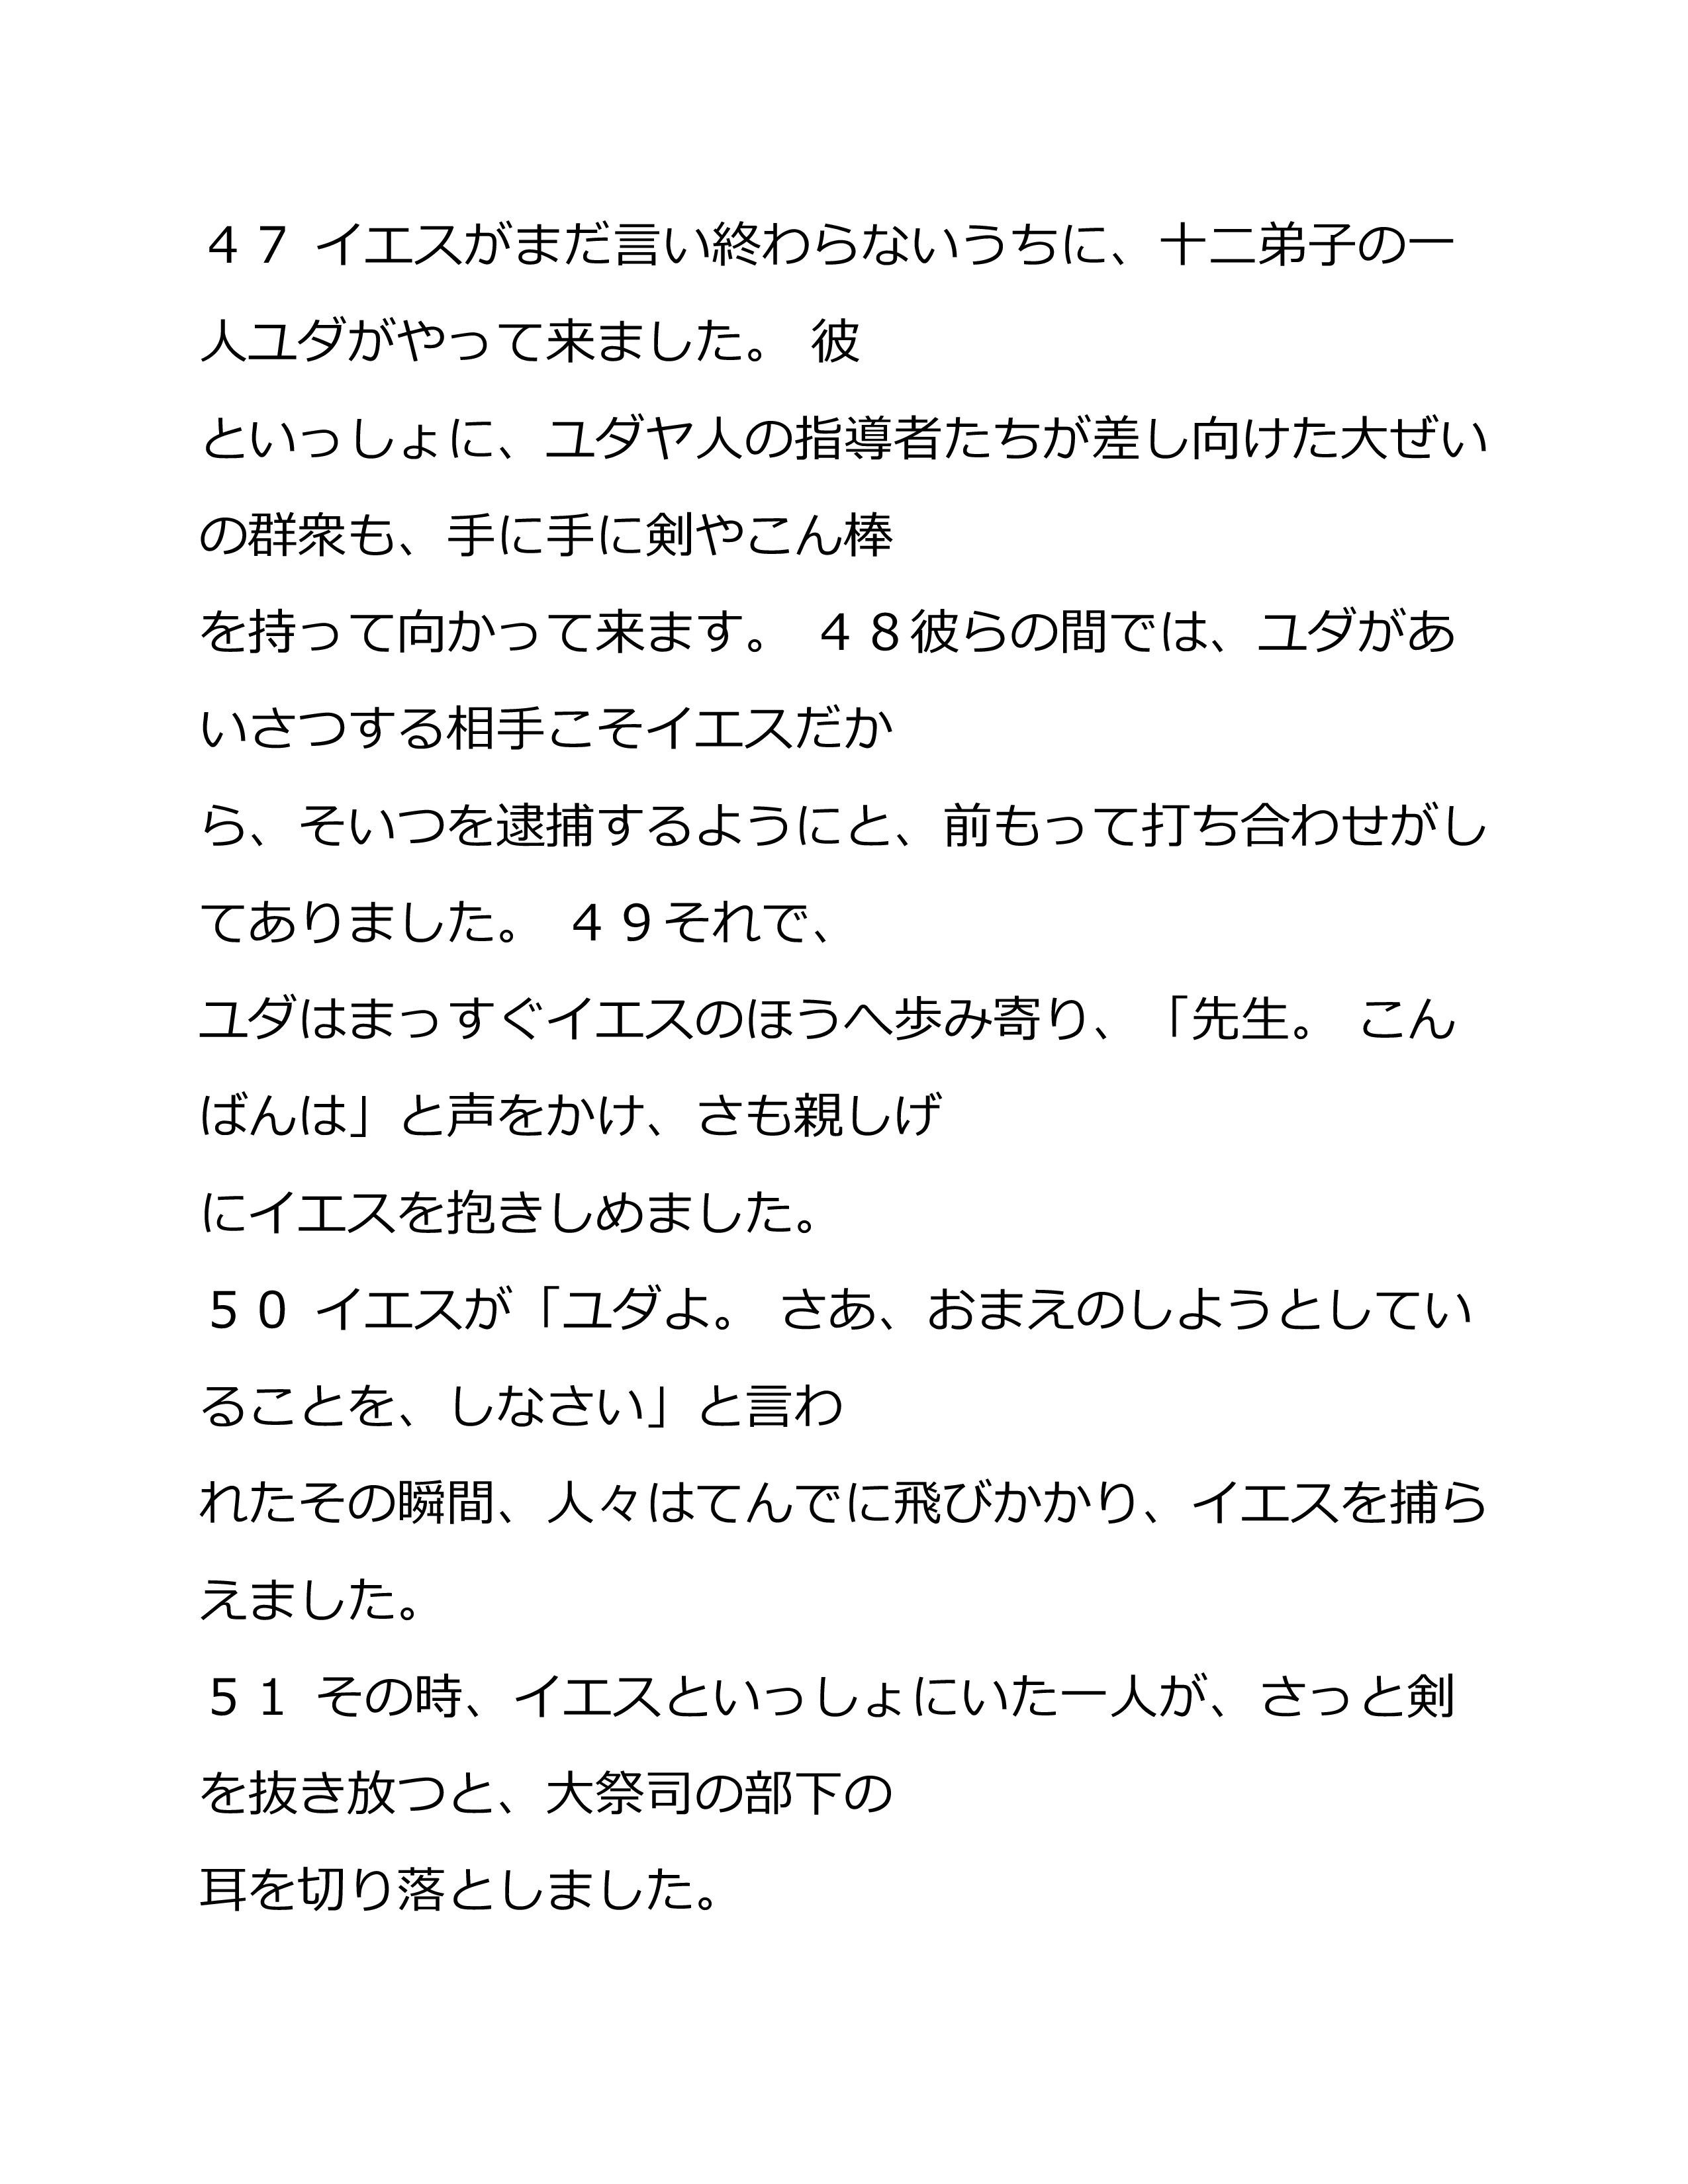 ４７ イエスがまだ言い終わらないうちに、十二弟子の一
人ユダがやって来ました。 彼
といっしょに、ユダヤ人の指導者たちが差し向けた大ぜい
の群衆も、手に手に剣やこん棒
を持って向かって来ます。 ４８彼らの間では、ユダがあ
いさつする相手こそイエスだか
ら、そいつを逮捕するようにと、前もって打ち合わせがし
てありました。 ４９それで、
ユダはまっすぐイエスのほうへ歩み寄り、「先生。 こん
ばんは」と声をかけ、さも親しげ
にイエスを抱きしめました。
５０ イエスが「ユダよ。 さあ、おまえのしようとしてい
ることを、しなさい」と言わ
れたその瞬間、人々はてんでに飛びかかり、イエスを捕ら
えました。
５１ その時、イエスといっしょにいた一人が、さっと剣
を抜き放つと、大祭司の部下の
耳を切り落としました。